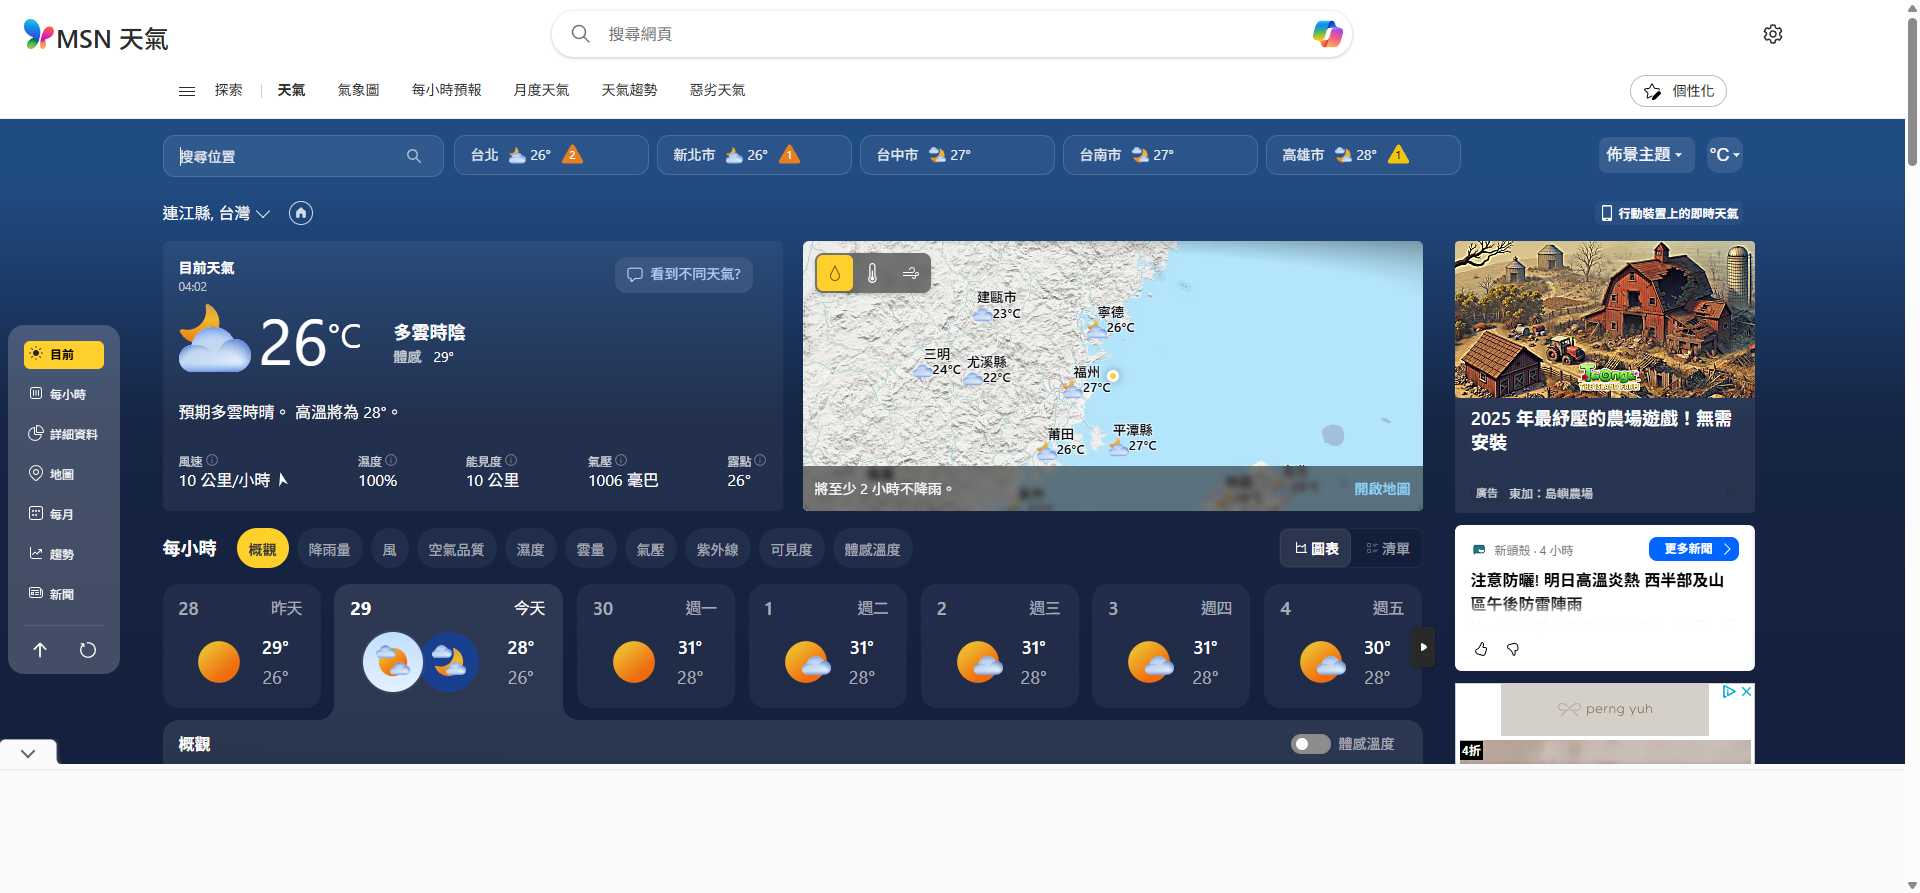 MSN 天氣
搜尋網頁
探索
天氣
氣象圖
每小時預報
月度天氣
天氣趨勢
惡劣天氣
個性化
搜尋位置
台北 26° 2
新北市 26° 1
台中市 27°
台南市 27°
高雄市 28° 1
佈景主題
°C
連江縣, 台灣
行動裝置上的即時天氣
目前天氣
04:02
看到不同天氣?
26°C
多雲時陰
體感 29°
預期多雲時晴。 高溫將為 28°。
風速
10 公里/小時
濕度
100%
能見度
10 公里
氣壓
1006 毫巴
露點
26°
建甌市
23°C
寧德
26°C
三明
24°C
尤溪縣
22°C
福州
27°C
莆田
26°C
平潭縣
27°C
將至少 2 小時不降雨。
開啟地圖
TaOnga
THE ISLAND FARM
2025 年最紓壓的農場遊戲！無需
安裝
廣告 東加：島嶼農場
目前
每小時
詳細資料
地圖
每月
趨勢
新聞
每小時
概觀
降雨量
風
空氣品質
濕度
雲量
氣壓
紫外線
可見度
體感溫度
圖表
清單
28 昨天
29°
26°
29 今天
28°
26°
30 週一
31°
28°
1 週二
31°
28°
2 週三
31°
28°
3 週四
31°
28°
4 週五
30°
28°
概觀
體感溫度
新頭殼 · 4 小時
更多新聞
注意防曬! 明日高溫炎熱 西半部及山
區午後防雷陣雨
perng yuh
4折